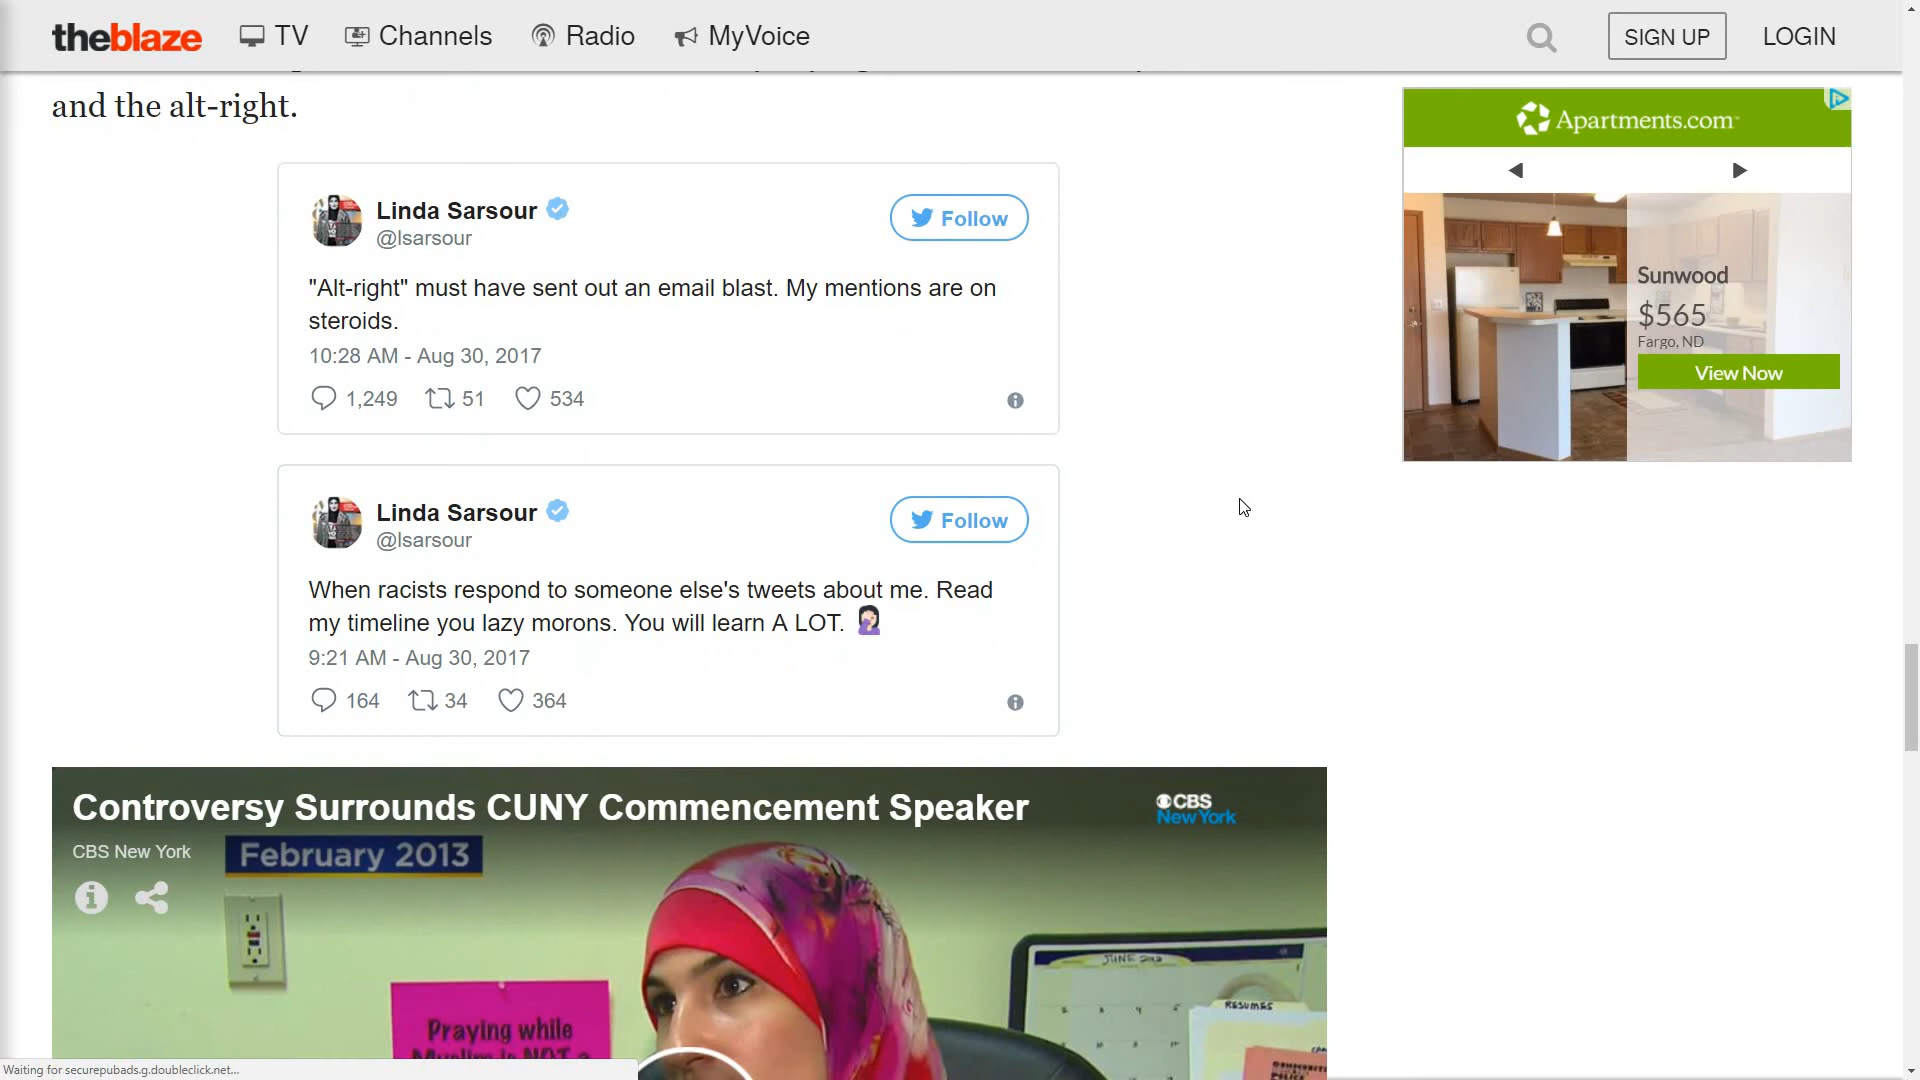 theblaze TV Channels Radio MyVoice SIGN UP LOGIN
and the alt-right.
Apartments.com
Sunwood
$565
Fargo, ND
View Now
Linda Sarsour
@lsarsour
Follow
"Alt-right" must have sent out an email blast. My mentions are on
steroids.
10:28 AM - Aug 30, 2017
1,249 51 534
Linda Sarsour
@lsarsour
Follow
When racists respond to someone else's tweets about me. Read
my timeline you lazy morons. You will learn A LOT.
9:21 AM - Aug 30, 2017
164 34 364
Controversy Surrounds CUNY Commencement Speaker
CBS
New York
CBS New York
February 2013
JUNE
RESUMES
Praying while
Muslim is NOT a
Waiting for securepubads.g.doubleclick.net...